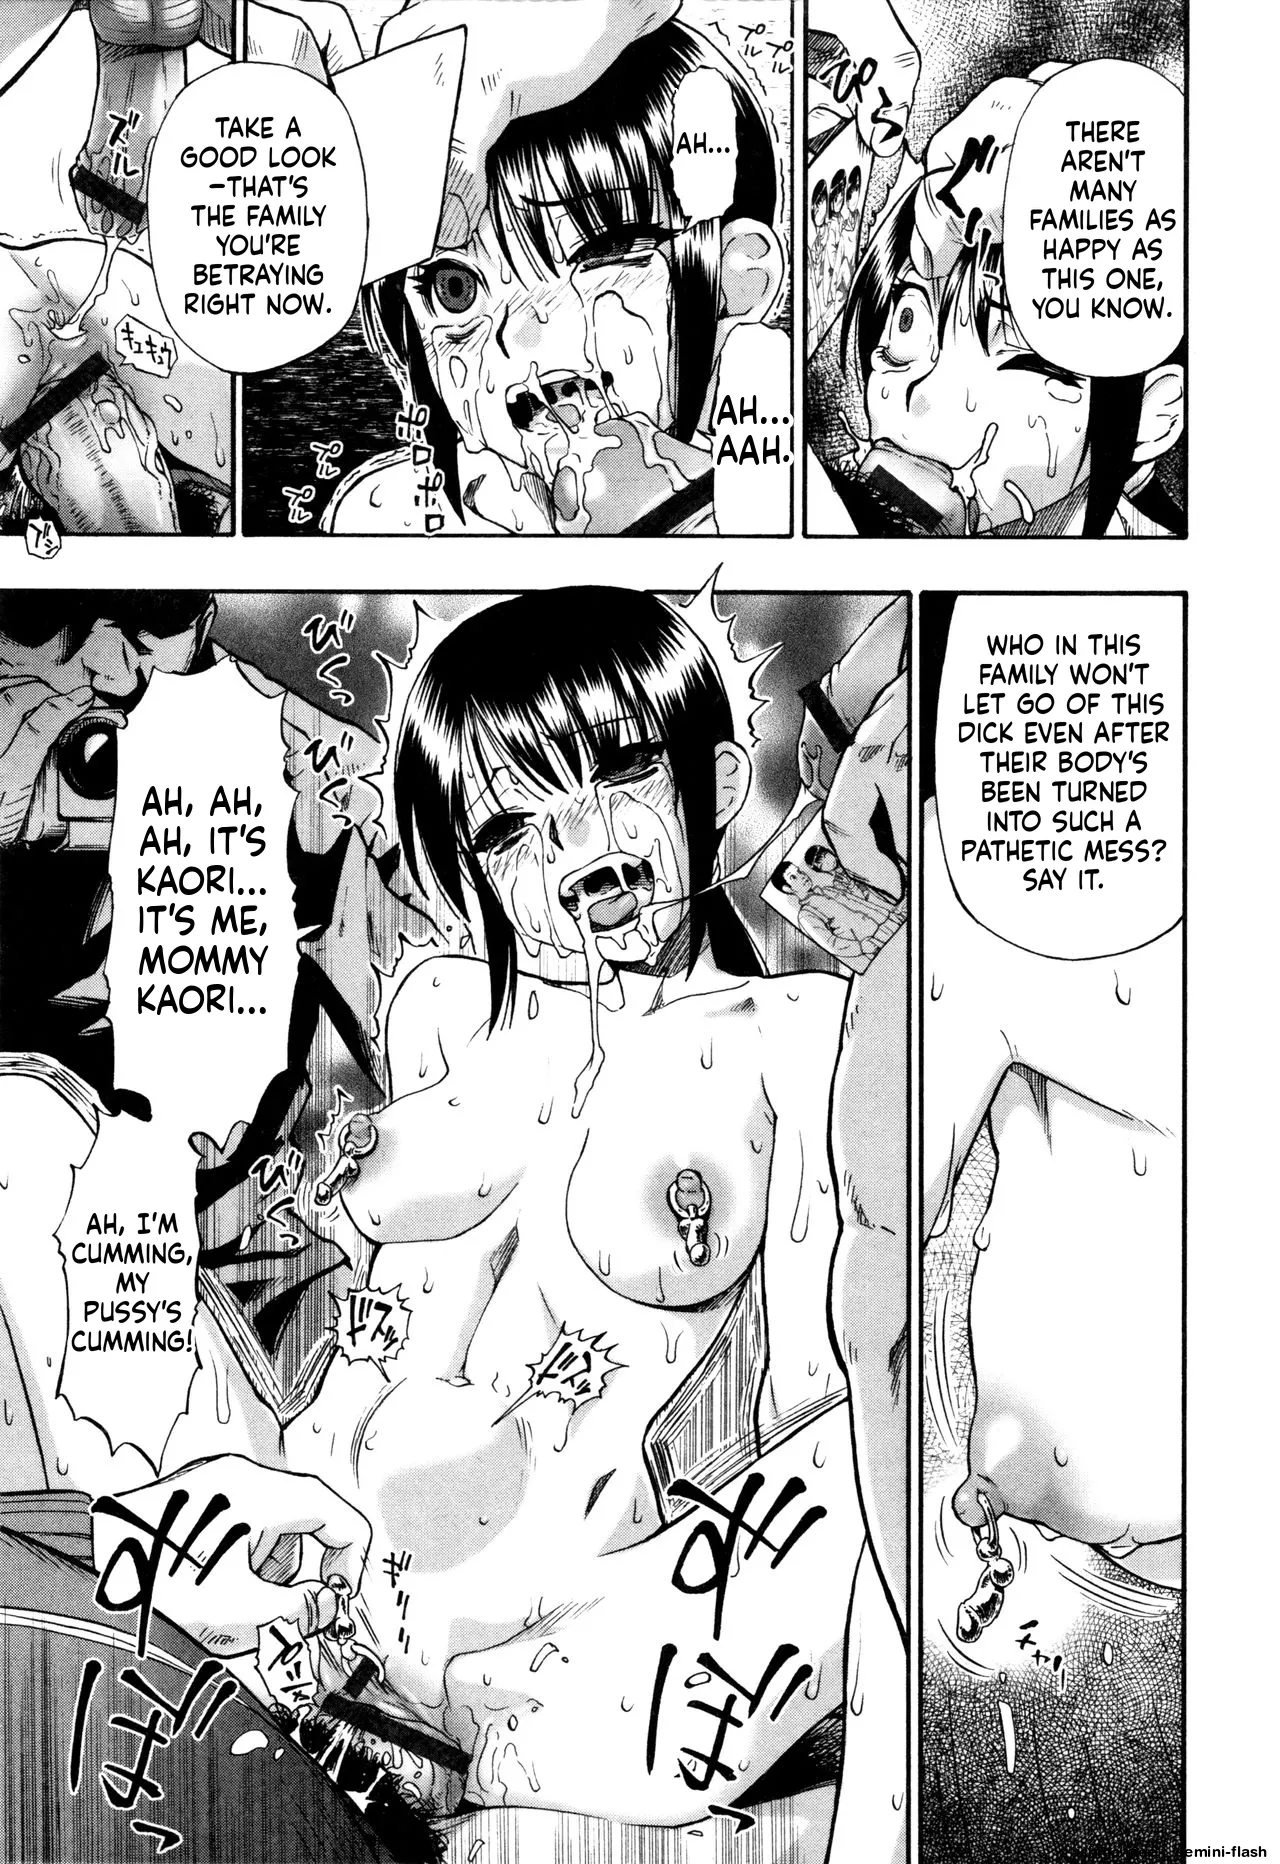 THERE
AREN'T
MANY
FAMILIES AS
HAPPY AS
THIS ONE,
YOU KNOW.
AH...
AH...
AAH.
TAKE A
GOOD LOOK
-THAT'S
THE FAMILY
YOU'RE
BETRAYING
RIGHT NOW.
WHO IN THIS
FAMILY WON'T
LET GO OF THIS
DICK EVEN AFTER
THEIR BODY'S
BEEN TURNED
INTO SUCH A
PATHETIC MESS?
SAY IT.
AH, AH,
AH, IT'S
KAORI...
IT'S ME,
MOMMY
KAORI...
AH, I'M
CUMMING,
MY
PUSSY'S
CUMMING!
emini-flash